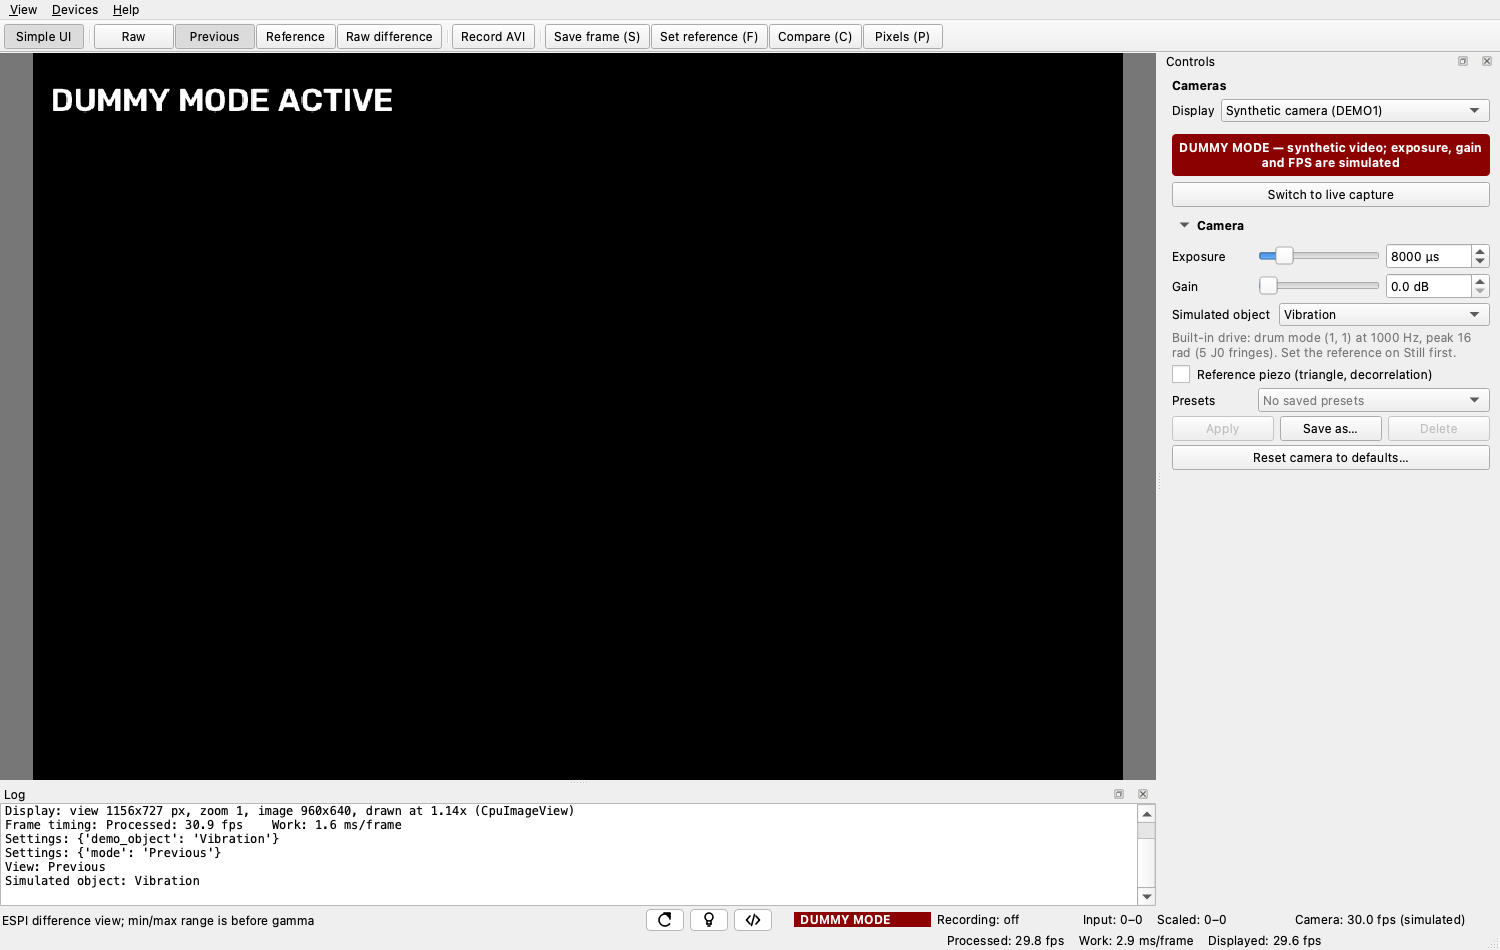 View Devices Help
Simple UI Raw Previous Reference Raw difference Record AVI Save frame (S) Set reference (F) Compare (C) Pixels (P)
DUMMY MODE ACTIVE
Controls
Cameras
Display Synthetic camera (DEMO1)
DUMMY MODE — synthetic video; exposure, gain
and FPS are simulated
Switch to live capture
Camera
Exposure 8000 µs
Gain 0.0 dB
Simulated object Vibration
Built-in drive: drum mode (1, 1) at 1000 Hz, peak 16
rad (5 J0 fringes). Set the reference on Still first.
Reference piezo (triangle, decorrelation)
Presets No saved presets
Apply Save as... Delete
Reset camera to defaults...
Log
Display: view 1156x727 px, zoom 1, image 960x640, drawn at 1.14x (CpuImageView)
Frame timing: Processed: 30.9 fps    Work: 1.6 ms/frame
Settings: {'demo_object': 'Vibration'}
Settings: {'mode': 'Previous'}
View: Previous
Simulated object: Vibration
ESPI difference view; min/max range is before gamma DUMMY MODE Recording: off Input: 0–0 Scaled: 0–0 Camera: 30.0 fps (simulated)
Processed: 29.8 fps Work: 2.9 ms/frame Displayed: 29.6 fps